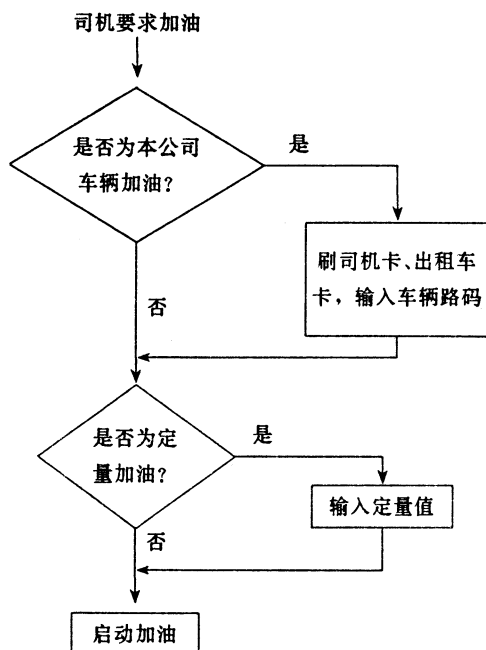 司机要求加油
是否为本公司
车辆加油?
是
刷司机卡、出租车
卡，输入车辆路码
否
是否为定
量加油?
是
输入定量值
否
启动加油